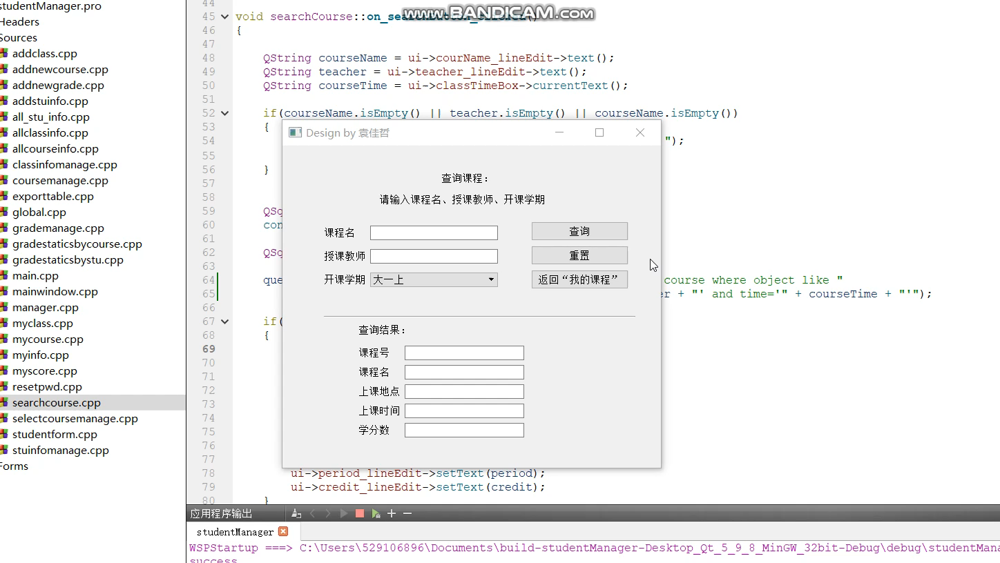 studentManager.pro
Headers
Sources
addclass.cpp
addnewcourse.cpp
addnewgrade.cpp
addstuinfo.cpp
all_stu_info.cpp
allclassinfo.cpp
allcourseinfo.cpp
classinfomanage.cpp
coursemanage.cpp
exporttable.cpp
global.cpp
grademanage.cpp
gradestaticsbycourse.cpp
gradestaticsbystu.cpp
main.cpp
mainwindow.cpp
manager.cpp
myclass.cpp
mycourse.cpp
myinfo.cpp
myscore.cpp
resetpwd.cpp
searchcourse.cpp
selectcoursemanage.cpp
studentform.cpp
stuinfomanage.cpp
Forms
www.BANDICAM.com
44
45 void searchCourse::
46 {
47
48 QString courseName = ui->courName_lineEdit->text();
49 QString teacher = ui->teacher_lineEdit->text();
50 QString courseTime = ui->classTimeBox->currentText();
51
52 if(courseName.isEmpty() || teacher.isEmpty() || courseName.isEmpty())
53 {
54 ");
55
56 }
57
58
59 QSq
60 con
61
62 QSq
63
64 que course where object like "
65 er + "' and time='" + courseTime + "'");
66
67 if(
68 {
69
70
71
72
73
74
75
76
77
78 ui->period_lineEdit->setText(period);
79 ui->credit_lineEdit->setText(credit);
80 }
Design by 袁佳哲
查询课程：
请输入课程名、授课教师、开课学期
课程名 查询
授课教师 重置
开课学期 大一上 返回“我的课程”
查询结果：
课程号
课程名
上课地点
上课时间
学分数
应用程序输出
studentManager
WSPStartup ===> C:\Users\529106896\Documents\build-studentManager-Desktop_Qt_5_9_8_MinGW_32bit-Debug\debug\studentMana
success